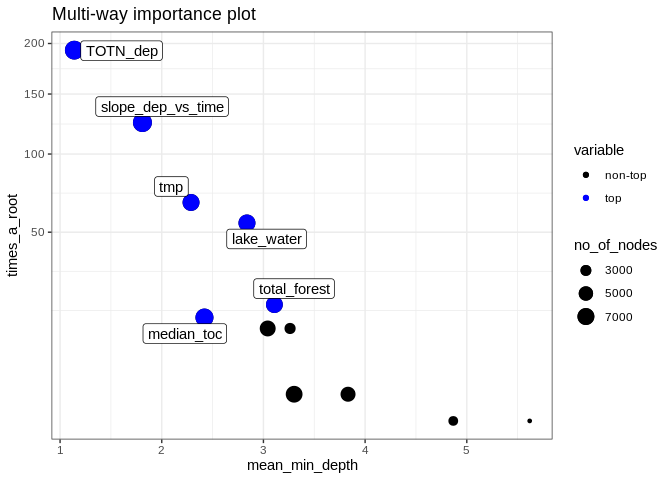 Multi-way importance plot
200
150
100
50
times_a_root
TOTN_dep
slope_dep_vs_time
tmp
lake_water
total_forest
median_toc
1 2 3 4 5
mean_min_depth
variable
non-top
top
no_of_nodes
3000
5000
7000